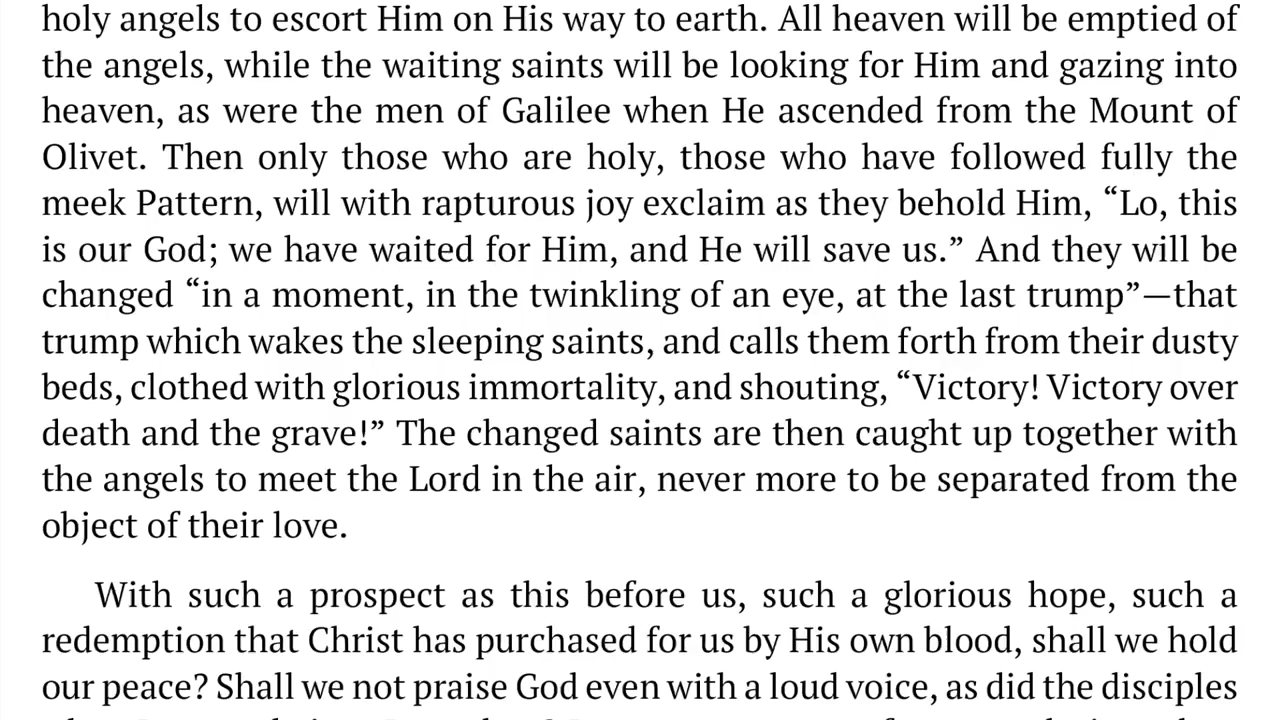 holy angels to escort Him on His way to earth. All heaven will be emptied of
the angels, while the waiting saints will be looking for Him and gazing into
heaven, as were the men of Galilee when He ascended from the Mount of
Olivet. Then only those who are holy, those who have followed fully the
meek Pattern, will with rapturous joy exclaim as they behold Him, “Lo, this
is our God; we have waited for Him, and He will save us.” And they will be
changed “in a moment, in the twinkling of an eye, at the last trump”—that
trump which wakes the sleeping saints, and calls them forth from their dusty
beds, clothed with glorious immortality, and shouting, “Victory! Victory over
death and the grave!” The changed saints are then caught up together with
the angels to meet the Lord in the air, never more to be separated from the
object of their love.
With such a prospect as this before us, such a glorious hope, such a
redemption that Christ has purchased for us by His own blood, shall we hold
our peace? Shall we not praise God even with a loud voice, as did the disciples